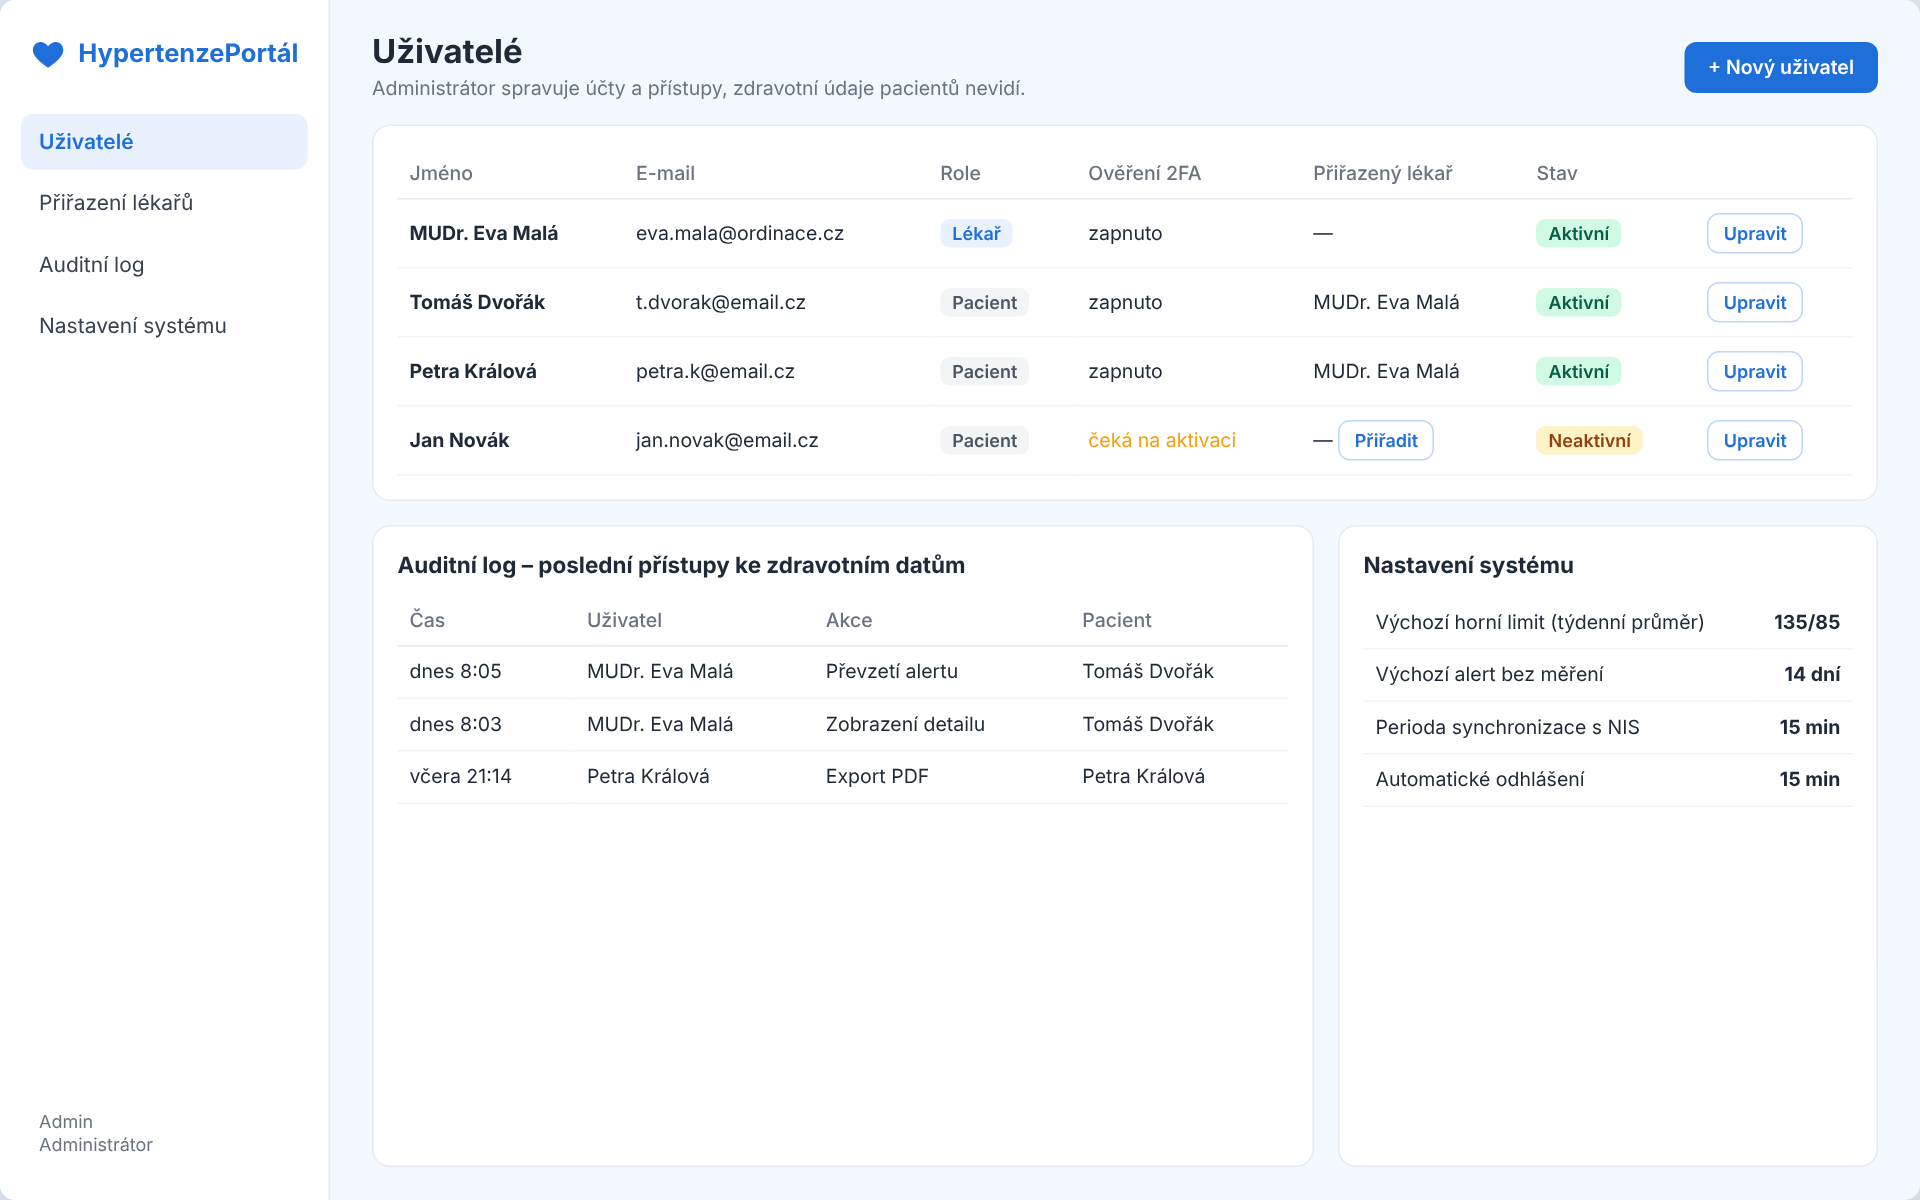 HypertenzePortál
Uživatelé
Přiřazení lékařů
Auditní log
Nastavení systému
Admin
Administrátor
Uživatelé
Administrátor spravuje účty a přístupy, zdravotní údaje pacientů nevidí.
+ Nový uživatel
Jméno E-mail Role Ověření 2FA Přiřazený lékař Stav
MUDr. Eva Malá eva.mala@ordinace.cz Lékař zapnuto — Aktivní Upravit
Tomáš Dvořák t.dvorak@email.cz Pacient zapnuto MUDr. Eva Malá Aktivní Upravit
Petra Králová petra.k@email.cz Pacient zapnuto MUDr. Eva Malá Aktivní Upravit
Jan Novák jan.novak@email.cz Pacient čeká na aktivaci — Přiřadit Neaktivní Upravit
Auditní log – poslední přístupy ke zdravotním datům
Čas Uživatel Akce Pacient
dnes 8:05 MUDr. Eva Malá Převzetí alertu Tomáš Dvořák
dnes 8:03 MUDr. Eva Malá Zobrazení detailu Tomáš Dvořák
včera 21:14 Petra Králová Export PDF Petra Králová
Nastavení systému
Výchozí horní limit (týdenní průměr) 135/85
Výchozí alert bez měření 14 dní
Perioda synchronizace s NIS 15 min
Automatické odhlášení 15 min